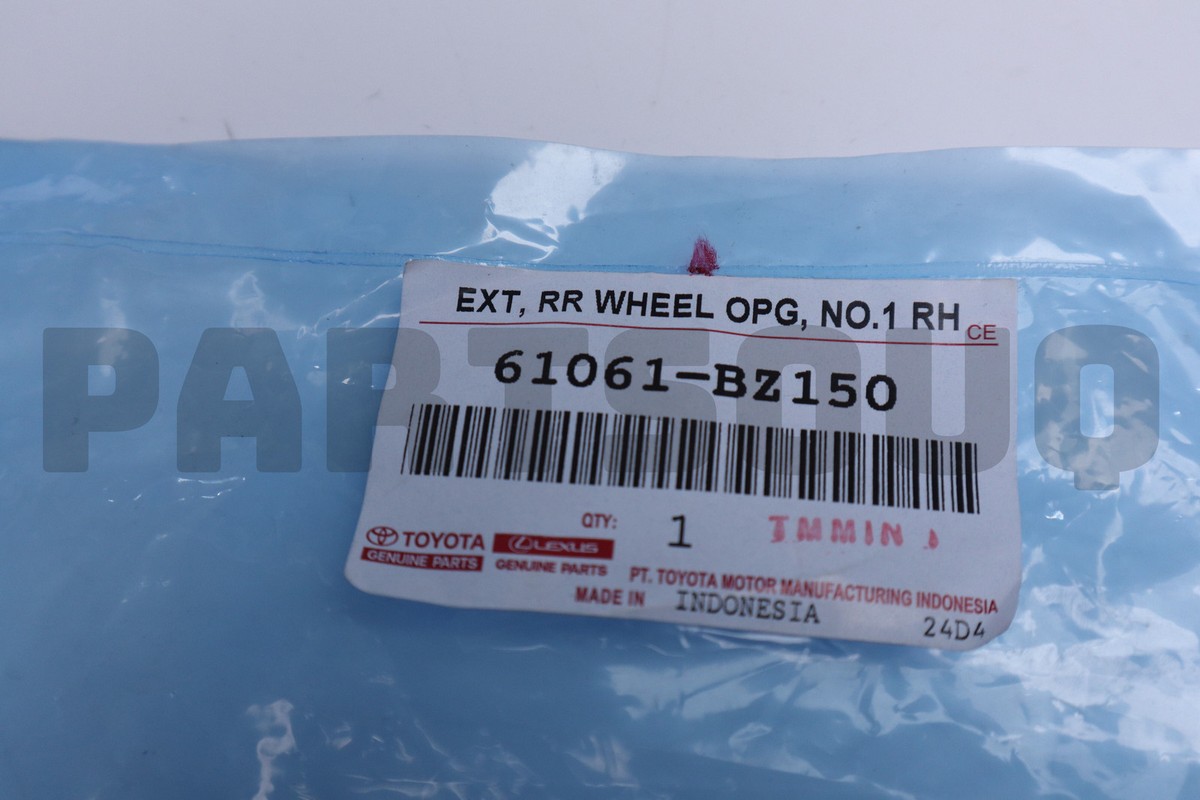 EXT, RR WHEEL OPG, NO.1 RH
CE
61061-BZ150
PARTSOUQ
QTY: 1 TMMIN
TOYOTA
GENUINE PARTS
LEXUS
GENUINE PARTS
PT. TOYOTA MOTOR MANUFACTURING INDONESIA
MADE IN INDONESIA
24D4